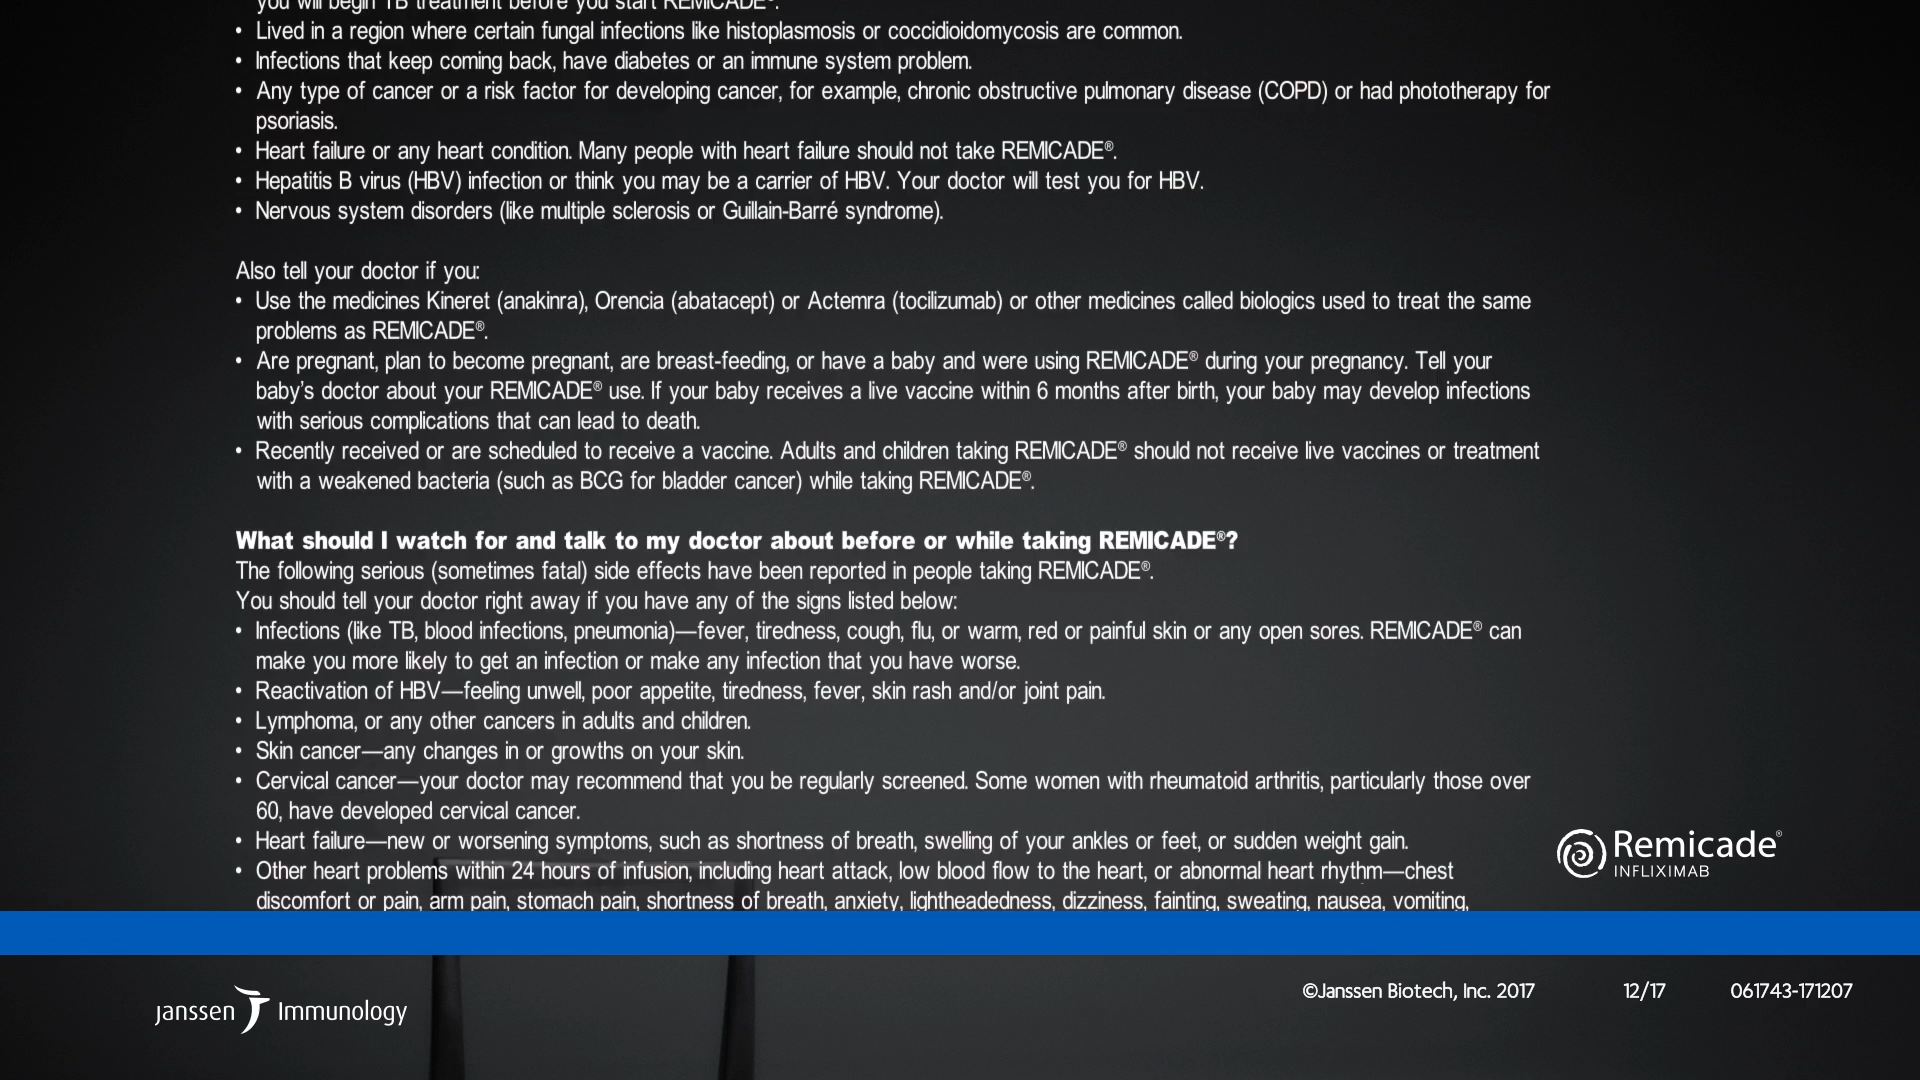 you will begin TB treatment before you start REMICADE®.
• Lived in a region where certain fungal infections like histoplasmosis or coccidioidomycosis are common.
• Infections that keep coming back, have diabetes or an immune system problem.
• Any type of cancer or a risk factor for developing cancer, for example, chronic obstructive pulmonary disease (COPD) or had phototherapy for
psoriasis.
• Heart failure or any heart condition. Many people with heart failure should not take REMICADE®.
• Hepatitis B virus (HBV) infection or think you may be a carrier of HBV. Your doctor will test you for HBV.
• Nervous system disorders (like multiple sclerosis or Guillain-Barré syndrome).
Also tell your doctor if you:
• Use the medicines Kineret (anakinra), Orencia (abatacept) or Actemra (tocilizumab) or other medicines called biologics used to treat the same
problems as REMICADE®.
• Are pregnant, plan to become pregnant, are breast-feeding, or have a baby and were using REMICADE® during your pregnancy. Tell your
baby's doctor about your REMICADE® use. If your baby receives a live vaccine within 6 months after birth, your baby may develop infections
with serious complications that can lead to death.
• Recently received or are scheduled to receive a vaccine. Adults and children taking REMICADE® should not receive live vaccines or treatment
with a weakened bacteria (such as BCG for bladder cancer) while taking REMICADE®.
What should I watch for and talk to my doctor about before or while taking REMICADE®?
The following serious (sometimes fatal) side effects have been reported in people taking REMICADE®.
You should tell your doctor right away if you have any of the signs listed below:
• Infections (like TB, blood infections, pneumonia)—fever, tiredness, cough, flu, or warm, red or painful skin or any open sores. REMICADE® can
make you more likely to get an infection or make any infection that you have worse.
• Reactivation of HBV—feeling unwell, poor appetite, tiredness, fever, skin rash and/or joint pain.
• Lymphoma, or any other cancers in adults and children.
• Skin cancer—any changes in or growths on your skin.
• Cervical cancer—your doctor may recommend that you be regularly screened. Some women with rheumatoid arthritis, particularly those over
60, have developed cervical cancer.
• Heart failure—new or worsening symptoms, such as shortness of breath, swelling of your ankles or feet, or sudden weight gain.
• Other heart problems within 24 hours of infusion, including heart attack, low blood flow to the heart, or abnormal heart rhythm—chest
discomfort or pain, arm pain, stomach pain, shortness of breath, anxiety, lightheadedness, dizziness, fainting, sweating, nausea, vomiting,
Remicade®
INFLIXIMAB
janssen Immunology
©Janssen Biotech, Inc. 2017 12/17 061743-171207